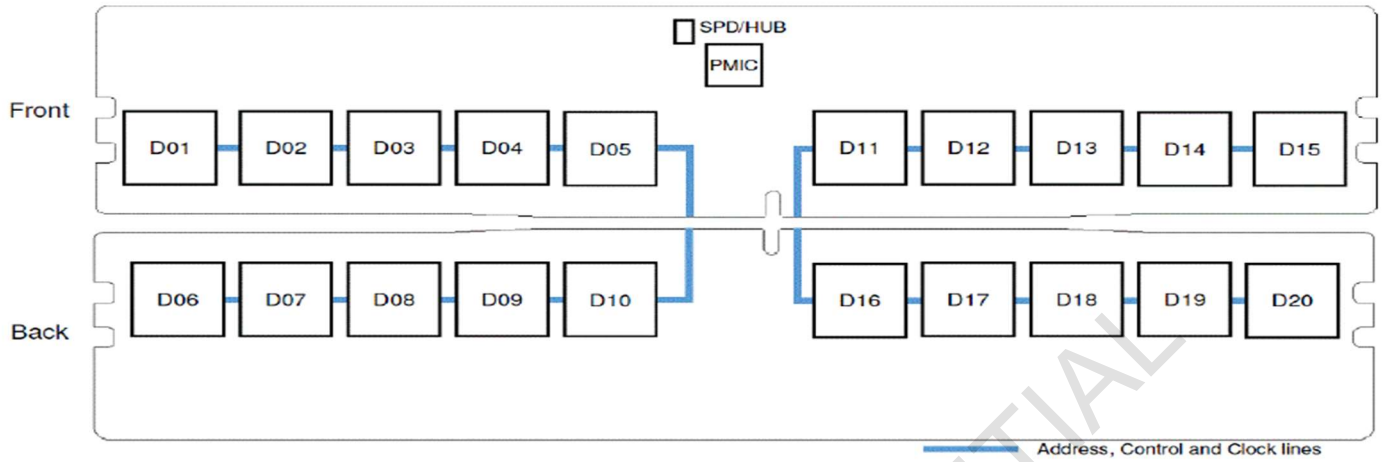 SPD/HUB
PMIC
Front
D01 D02 D03 D04 D05 D11 D12 D13 D14 D15
D06 D07 D08 D09 D10 D16 D17 D18 D19 D20
Back
Address, Control and Clock lines